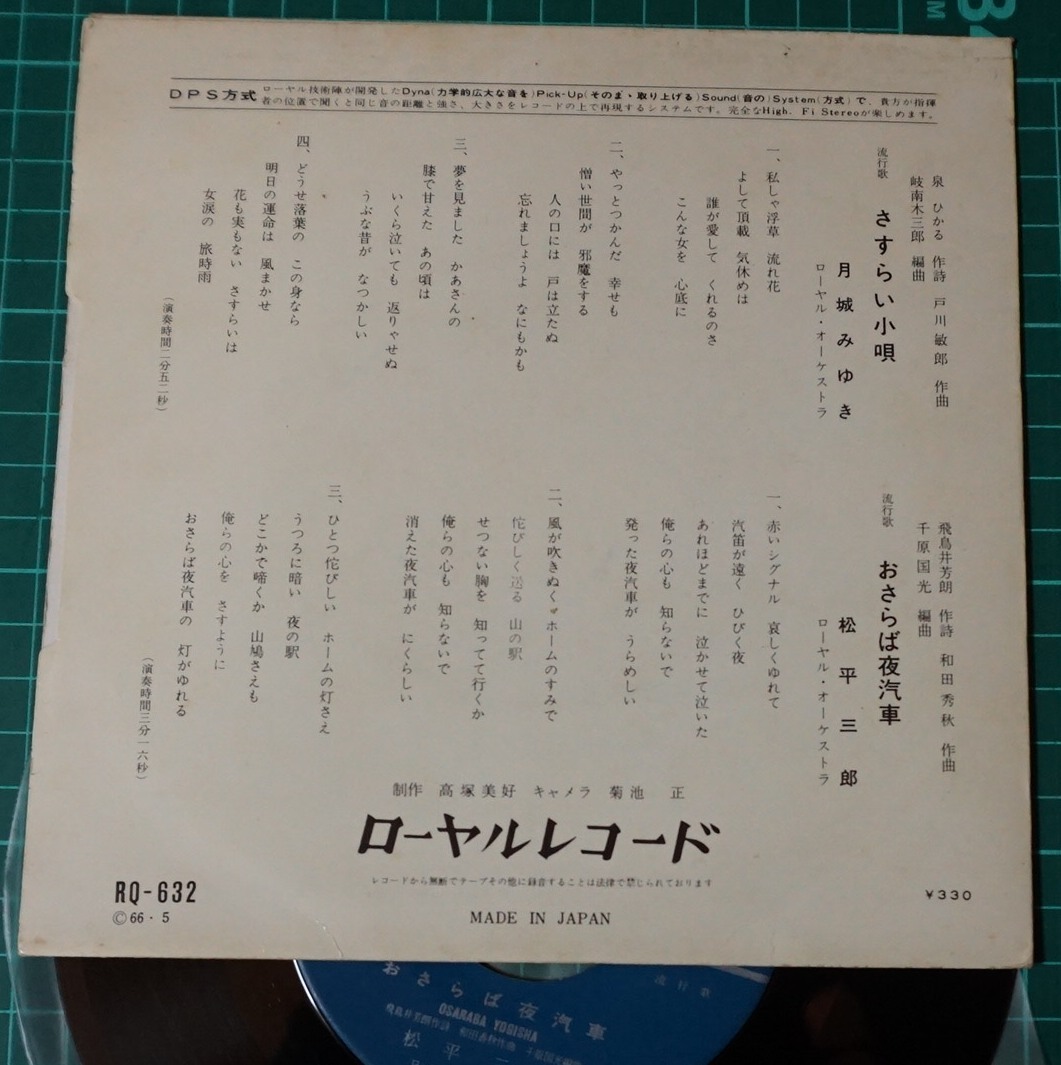 DPS方式
ローヤル技術陣が開発したDyna(力学的広大な音を)Pick-Up(そのまゝ取り上げる)Sound(音の)System(方式)で、貴方が指揮
者の位置で聞くと同じ音の距離と強さ、大きさをレコードの上で再現するシステムです。完全なHigh. Fi Stereoが楽しめます。
泉 ひかる 作詩 戸川敏郎 作曲
岐南木三郎 編曲
流行歌 さすらい小唄
月城みゆき
ローヤル・オーケストラ
一、私しゃ浮草 流れ花
よして頂載 気休めは
誰が愛して くれるのさ
こんな女を 心底に
二、やっとつかんだ 幸せも
憎い世間が 邪魔をする
人の口には 戸は立たぬ
忘れましょうよ なにもかも
三、夢を見ました かあさんの
膝で甘えた あの頃は
いくら泣いても 返りゃせぬ
うぶな昔が なつかしい
四、どうせ落葉の この身なら
明日の運命は 風まかせ
花も実もない さすらいは
女涙の 旅時雨
(演奏時間二分五二秒)
飛鳥井芳朗 作詩 和田秀秋 作曲
千原国光 編曲
流行歌 おさらば夜汽車
松平三郎
ローヤル・オーケストラ
一、赤いシグナル 哀しくゆれて
汽笛が遠く ひびく夜
あれほどまでに 泣かせて泣いた
俺らの心も 知らないで
発った夜汽車が うらめしい
二、風が吹きぬく ホームのすみで
佗びしく送る 山の駅
せつない胸を 知ってて行くか
俺らの心も 知らないで
消えた夜汽車が にくらしい
三、ひとつ佗びしい ホームの灯さえ
うつろに暗い 夜の駅
どこかで啼くか 山鳩さえも
俺らの心を さすように
おさらば夜汽車の 灯がゆれる
(演奏時間三分一六秒)
制作 高塚美好 キャメラ 菊池 正
ローヤルレコード
レコードから無断でテープその他に録音することは法律で禁じられております
RQ-632
Ⓒ66・5
MADE IN JAPAN
¥330
流行歌
おさらば夜汽車
OSARABA YOGISHA
飛鳥井芳朗作詩 和田秀秋作曲 千原国光編曲
松平